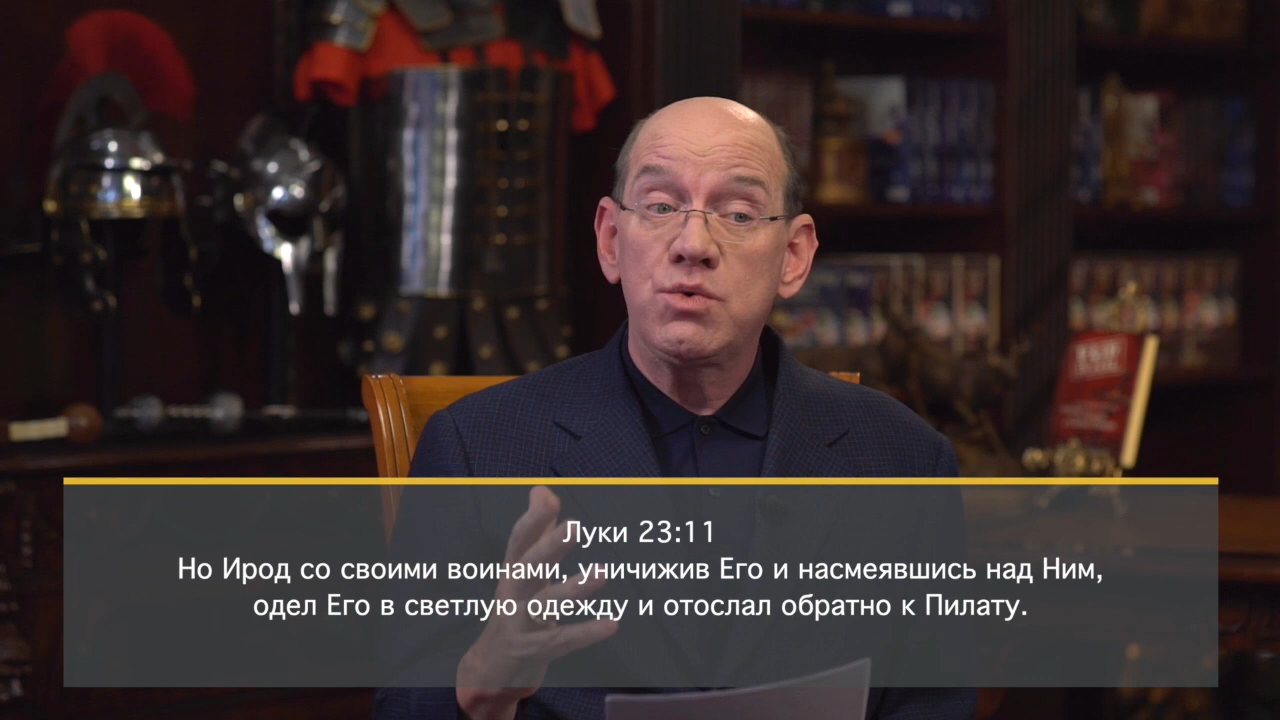 Луки 23:11
Но Ирод со своими воинами, уничижив Его и насмеявшись над Ним,
одел Его в светлую одежду и отослал обратно к Пилату.